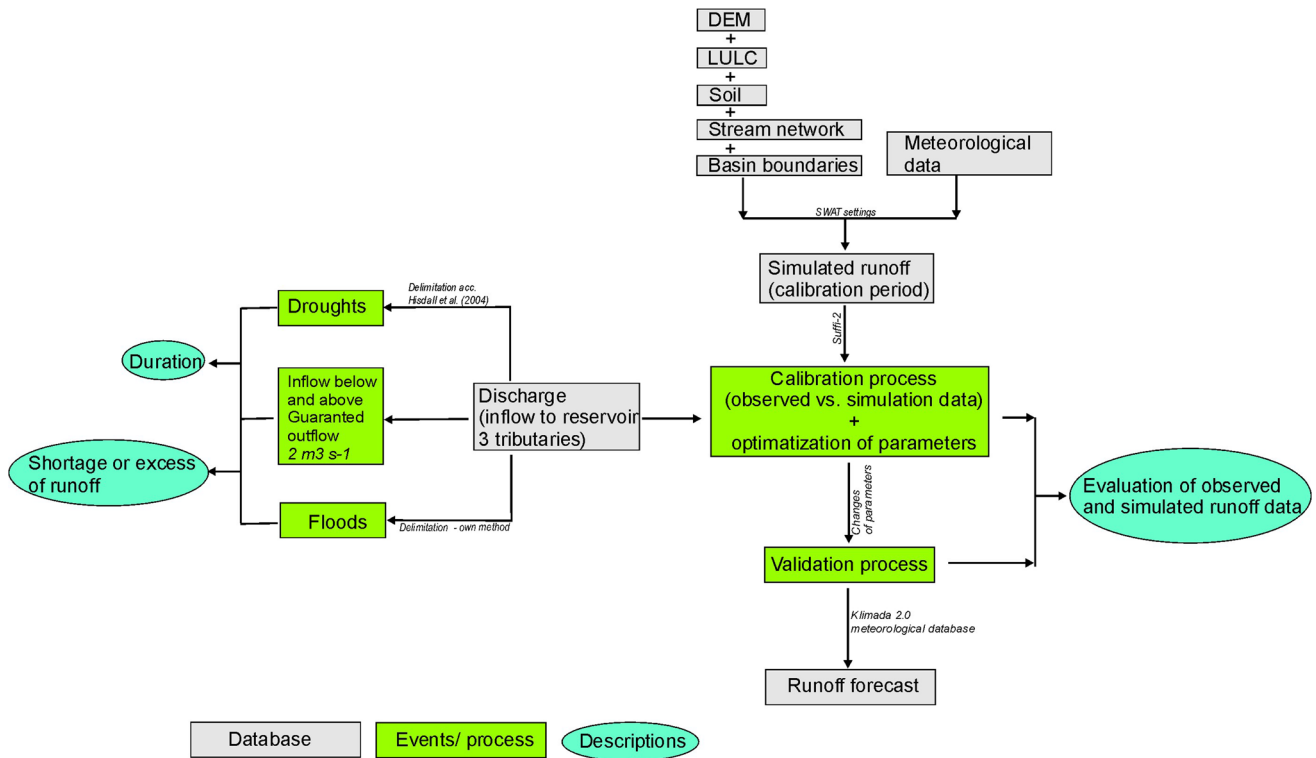 DEM
+
LULC
+
Soil
+
Stream network
+
Basin boundaries
Meteorological
data
SWAT settings
Simulated runoff
(calibration period)
Suffi-2
Delimitation acc.
Hisdall et al. (2004)
Droughts
Duration
Inflow below
and above
Guaranted
outflow
2 m3 s-1
Discharge
(inflow to reservoir
3 tributaries)
Calibration process
(observed vs. simulation data)
+
optimatization of parameters
Shortage or excess
of runoff
Floods
Delimitation - own method
Changes
of parameters
Evaluation of observed
and simulated runoff data
Validation process
Klimada 2.0
meteorological database
Runoff forecast
Database
Events/ process
Descriptions